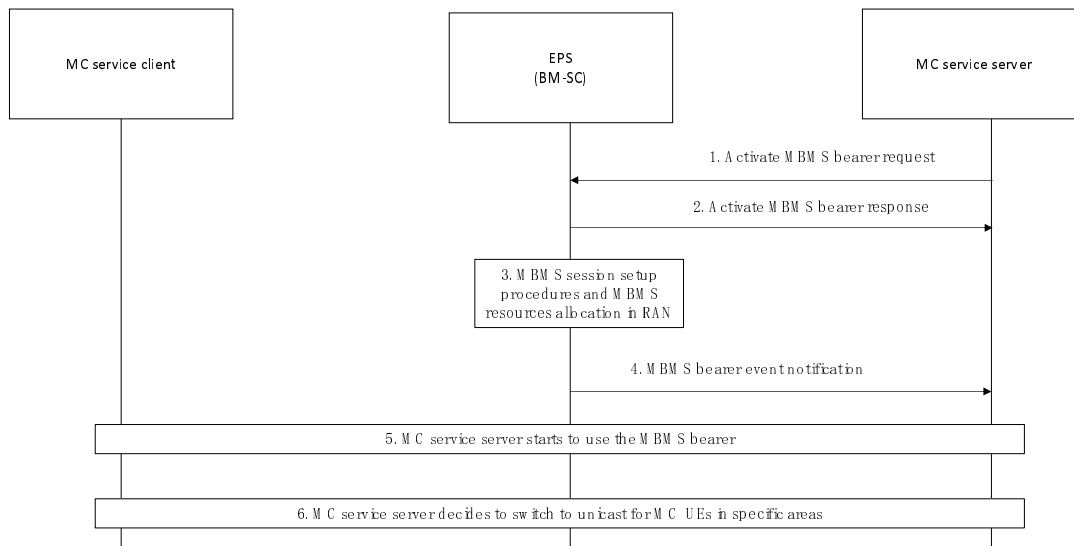 MC service client
EPS
(BM-SC)
MC service server
1. Activate MBMS bearer request
2. Activate MBMS bearer response
3. MBMS session setup
procedures and MBMS
resources allocation in RAN
4. MBMS bearer event notification
5. MC service server starts to use the MBMS bearer
6. MC service server decides to switch to unicast for MC UEs in specific areas